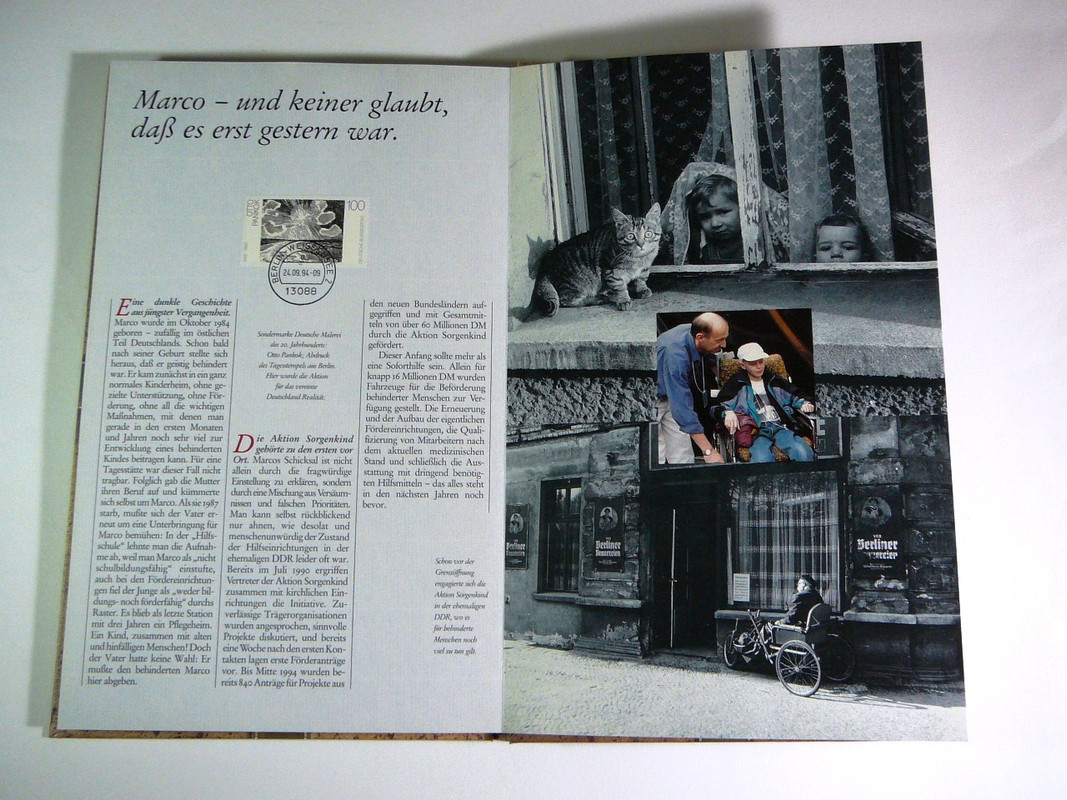 Marco – und keiner glaubt,
daß es erst gestern war.
OTTO
PANKOK
100
BERLIN-WEISSENSEE 2
24.09.94-09
13088
Eine dunkle Geschichte
aus jüngster Vergangenheit.
Marco wurde im Oktober 1984
geboren – zufällig im östlichen
Teil Deutschlands. Schon bald
nach seiner Geburt stellte sich
heraus, daß er geistig behindert
war. Er kam zunächst in ein ganz
normales Kinderheim, ohne ge-
zielte Unterstützung, ohne För-
derung, ohne all die wichtigen
Maßnahmen, mit denen man
gerade in den ersten Monaten
und Jahren noch sehr viel zur
Entwicklung eines behinderten
Kindes beitragen kann. Für eine
Tagesstätte war dieser Fall nicht
tragbar. Folglich gab die Mutter
ihren Beruf auf und kümmerte
sich selbst um Marco. Als sie 1987
starb, mußte sich der Vater er-
neut um eine Unterbringung für
Marco bemühen: In der „Hilfs-
schule“ lehnte man die Aufnah-
me ab, weil man Marco als „nicht
schulbildungsfähig“ einstufte,
auch bei den Fördereinrichtun-
gen fiel der Junge als „weder bil-
dungs- noch förderfähig“ durchs
Raster. Es blieb als letzte Station
mit drei Jahren ein Pflegeheim.
Ein Kind, zusammen mit alten
und hinfälligen Menschen! Doch
der Vater hatte keine Wahl: Er
mußte den behinderten Marco
hier abgeben.
Sondermarke Deutsche Malerei
des 20. Jahrhunderts:
Otto Pankok; Abdruck
des Tagesstempels aus Berlin.
Hier wurde die Aktion
für das vereinte
Deutschland Realität.
Die Aktion Sorgenkind
gehörte zu den ersten vor
Ort. Marcos Schicksal ist nicht
allein durch die fragwürdige
Einstellung zu erklären, sondern
durch eine Mischung aus Versäum-
nissen und falschen Prioritäten.
Man kann selbst rückblickend
nur ahnen, wie desolat und
menschenunwürdig der Zustand
der Hilfseinrichtungen in der
ehemaligen DDR leider oft war.
Bereits im Juli 1990 ergriffen
Vertreter der Aktion Sorgenkind
zusammen mit kirchlichen Ein-
richtungen die Initiative. Zu-
verlässige Trägerorganisationen
wurden angesprochen, sinnvolle
Projekte diskutiert, und bereits
eine Woche nach den ersten Kon-
takten lagen erste Förderanträge
vor. Bis Mitte 1994 wurden be-
reits 840 Anträge für Projekte aus
den neuen Bundesländern auf-
gegriffen und mit Gesamtmit-
teln von über 60 Millionen DM
durch die Aktion Sorgenkind
gefördert.
Dieser Anfang sollte mehr als
eine Soforthilfe sein. Allein für
knapp 16 Millionen DM wurden
Fahrzeuge für die Beförderung
behinderter Menschen zur Ver-
fügung gestellt. Die Erneuerung
und der Aufbau der eigentlichen
Fördereinrichtungen, die Quali-
fizierung von Mitarbeitern nach
dem aktuellen medizinischen
Stand und schließlich die Aus-
stattung mit dringend benötig-
ten Hilfsmitteln – das alles steht
in den nächsten Jahren noch
bevor.
Schon vor der
Grenzöffnung
engagierte sich die
Aktion Sorgenkind
in der ehemaligen
DDR, wo es
für behinderte
Menschen noch
viel zu tun gilt.
Berliner
Berliner